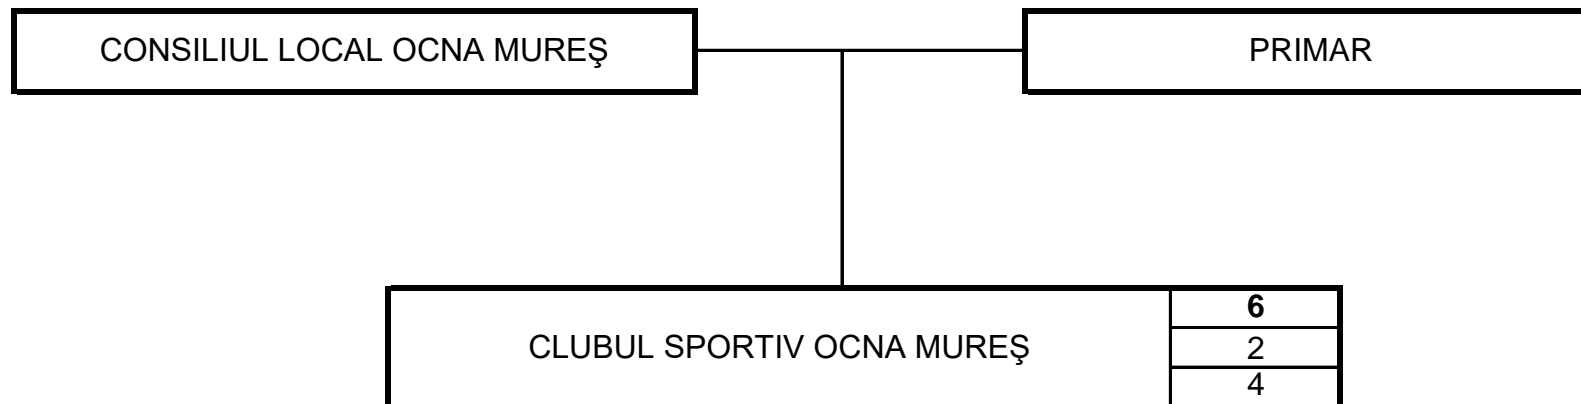 CONSILIUL LOCAL OCNA MUREŞ
PRIMAR
CLUBUL SPORTIV OCNA MUREŞ
6
2
4